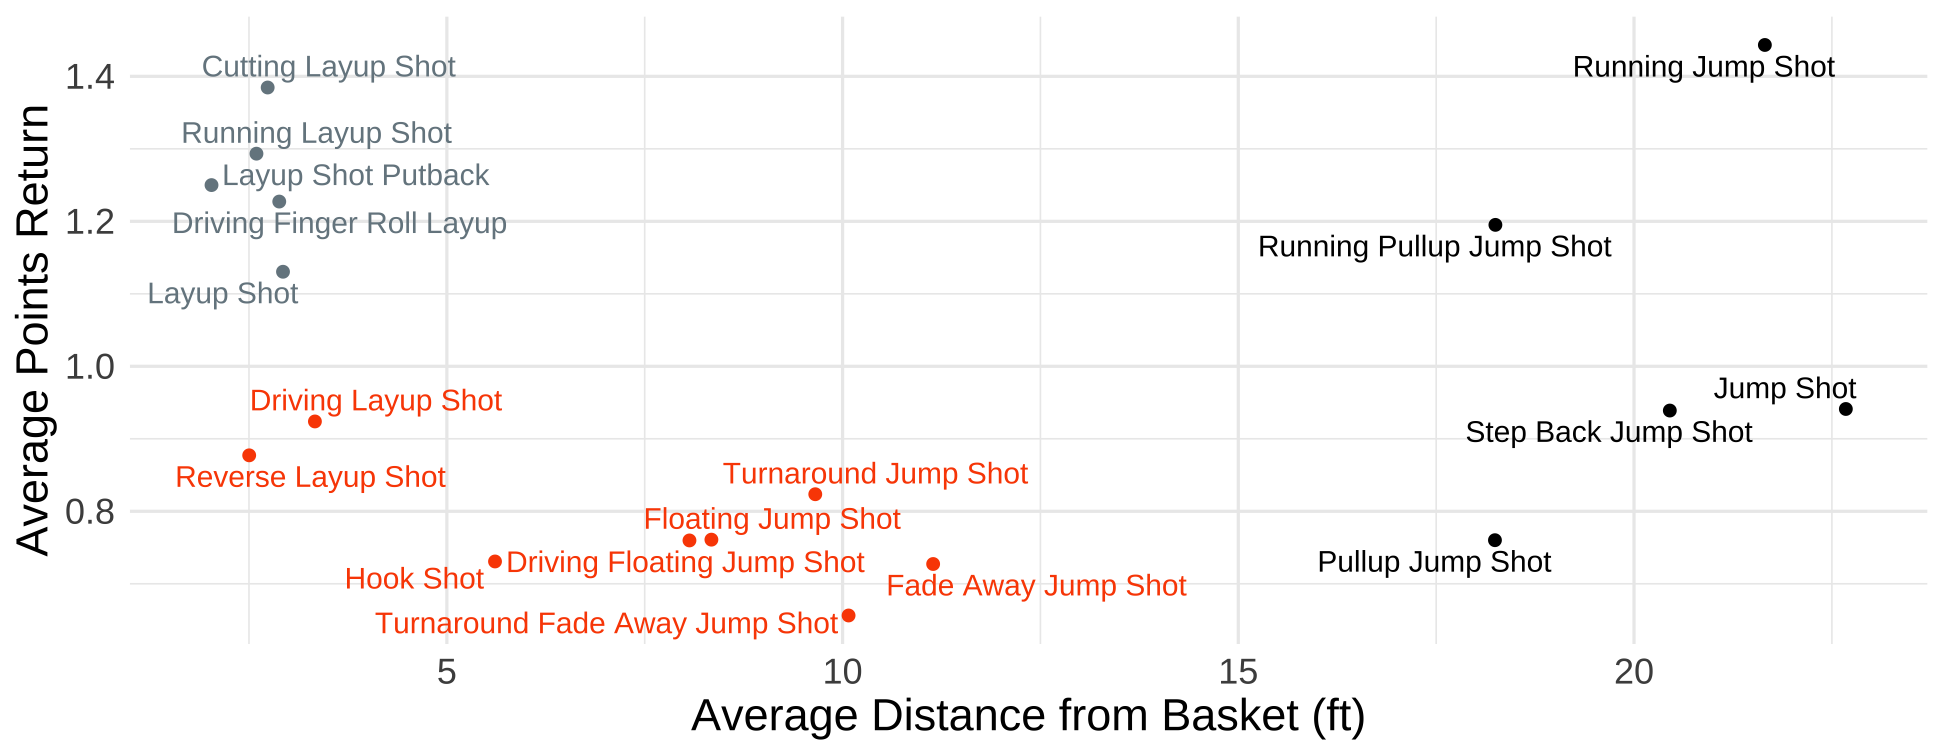 Cutting Layup Shot
Running Jump Shot
1.4
Running Layup Shot
Layup Shot Putback
1.2
Driving Finger Roll Layup
Running Pullup Jump Shot
Layup Shot
1.0
Jump Shot
Driving Layup Shot
Step Back Jump Shot
Reverse Layup Shot
Turnaround Jump Shot
0.8
Floating Jump Shot
Driving Floating Jump Shot
Pullup Jump Shot
Hook Shot
Fade Away Jump Shot
Turnaround Fade Away Jump Shot
Average Points Return
5
10
15
20
Average Distance from Basket (ft)